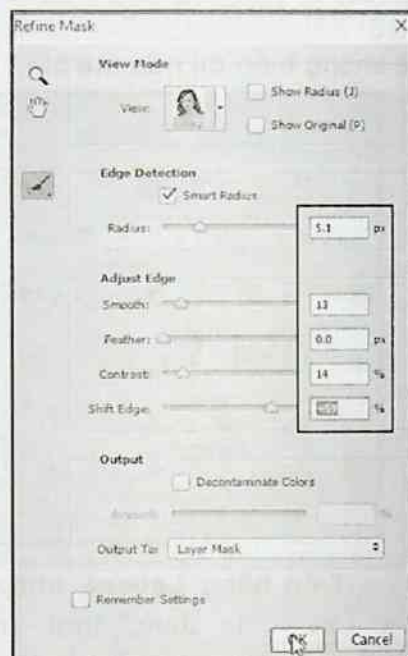 Refine Mask
View Mode
View:
Show Radius (J)
Show Original (P)
Edge Detection
Smart Radius
Radius: 5.1 px
Adjust Edge
Smooth: 13
Feather: 0.0 px
Contrast: 14 %
Shift Edge: %
Output
Decontaminate Colors
Amount: %
Output To: Layer Mask
Remember Settings
OK Cancel